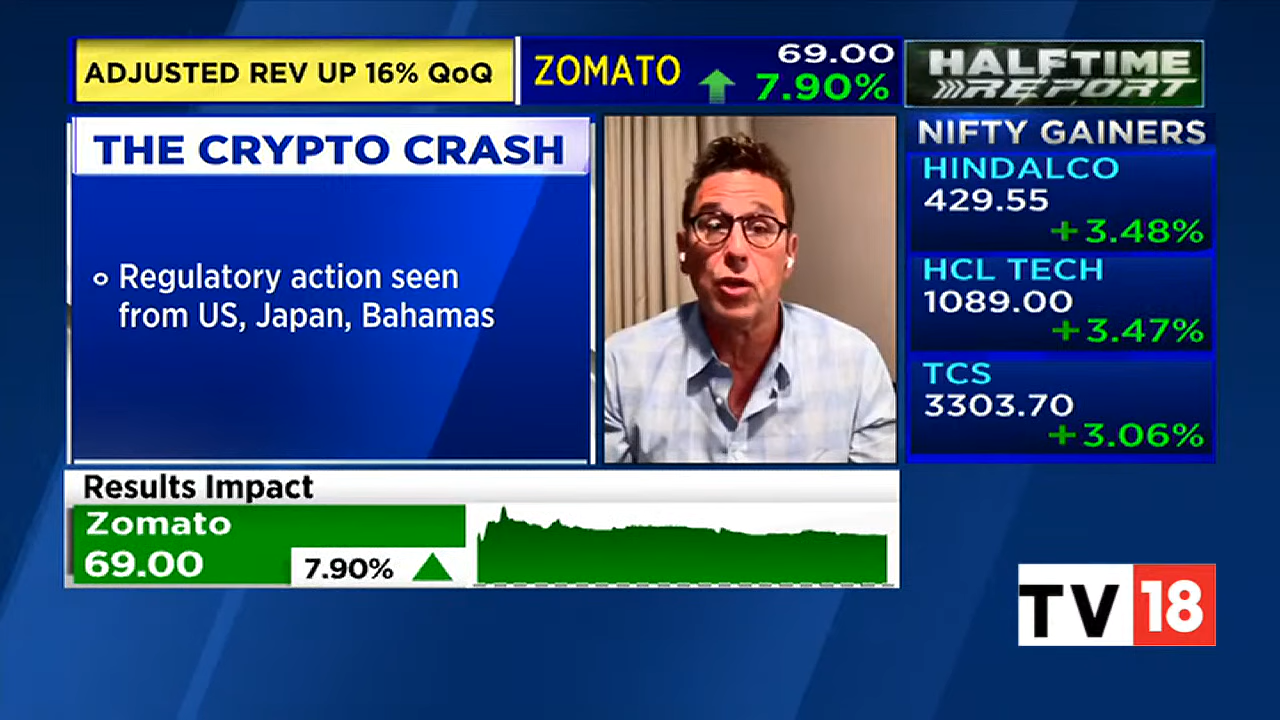 ADJUSTED REV UP 16% QoQ
ZOMATO
69.00
7.90%
HALFTIME
REPORT
THE CRYPTO CRASH
Regulatory action seen
from US, Japan, Bahamas
NIFTY GAINERS
HINDALCO
429.55
+3.48%
HCL TECH
1089.00
+3.47%
TCS
3303.70
+3.06%
Results Impact
Zomato
69.00
7.90%
TV18